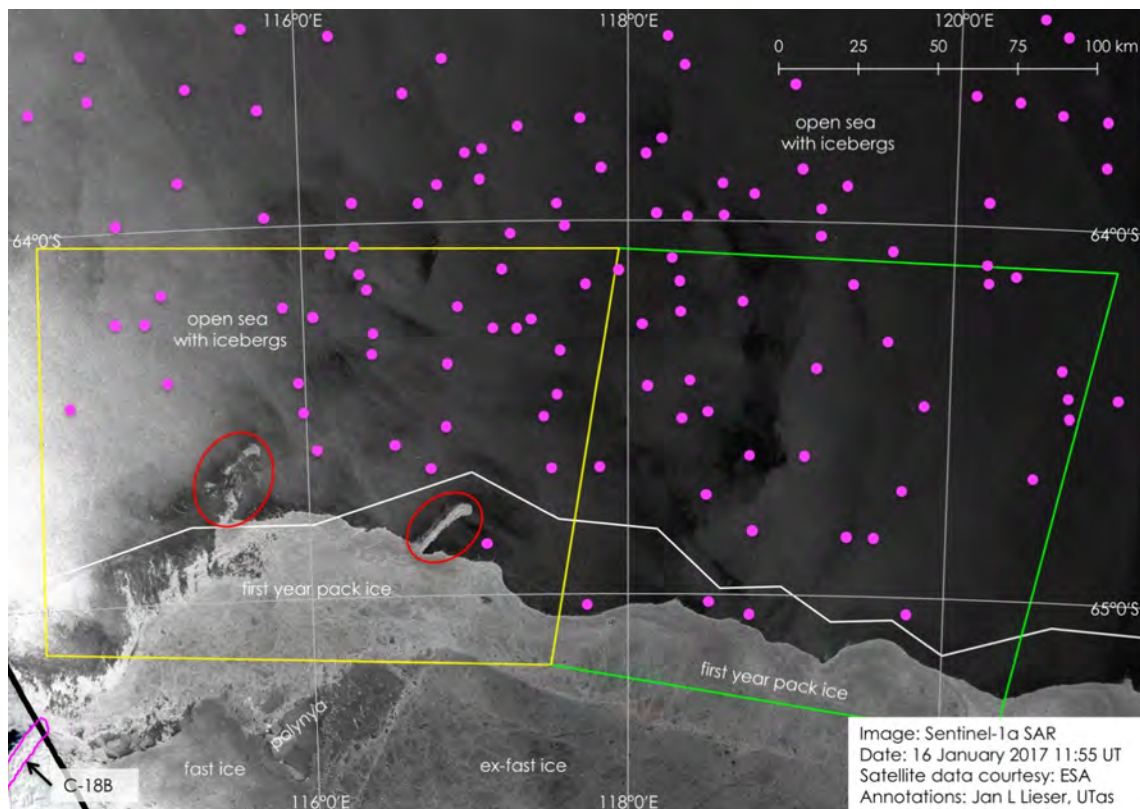 116°0'E
118°0'E
120°0'E
0
25
50
75
100 km
open sea
with icebergs
64°0'S
64°0'S
open sea
with icebergs
first year pack ice
65°0'S
first year pack ice
polynya
fast ice
ex-fast ice
C-18B
116°0'E
118°0'E
Image: Sentinel-1a SAR
Date: 16 January 2017 11:55 UT
Satellite data courtesy: ESA
Annotations: Jan L Lieser, UTas